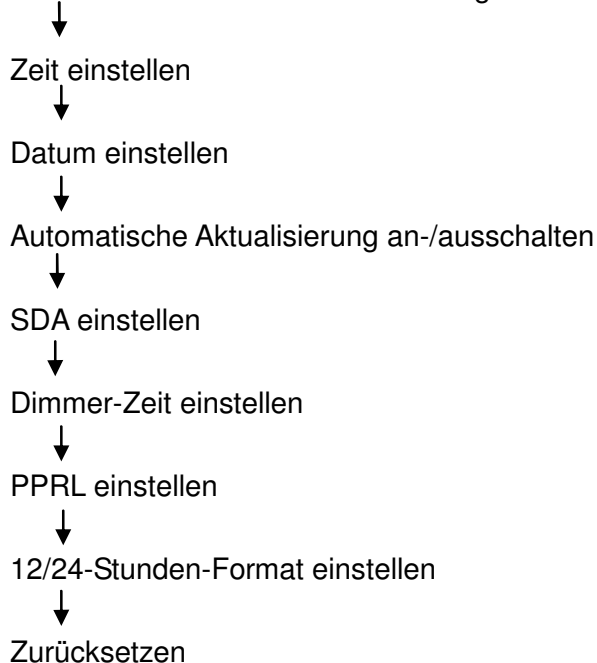 Zeit einstellen
Datum einstellen
Automatische Aktualisierung an-/ausschalten
SDA einstellen
Dimmer-Zeit einstellen
PPRL einstellen
12/24-Stunden-Format einstellen
Zurücksetzen